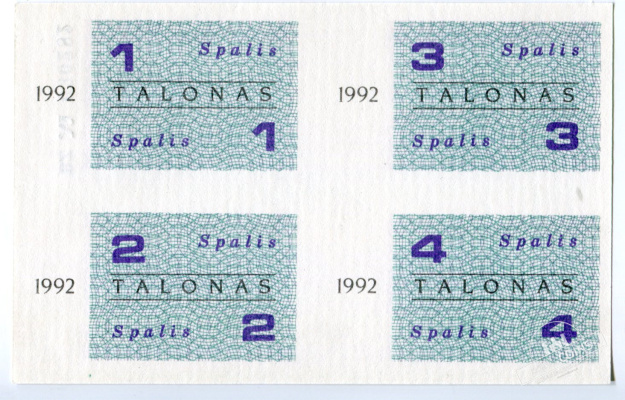 1 Spalis
1992 TALONAS
Spalis 1
3 Spalis
1992 TALONAS
Spalis 3
2 Spalis
1992 TALONAS
Spalis 2
4 Spalis
1992 TALONAS
Spalis 4